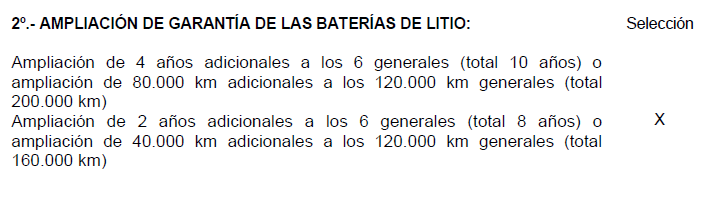 2º.- AMPLIACIÓN DE GARANTÍA DE LAS BATERÍAS DE LITIO: Selección
Ampliación de 4 años adicionales a los 6 generales (total 10 años) o
ampliación de 80.000 km adicionales a los 120.000 km generales (total
200.000 km)
Ampliación de 2 años adicionales a los 6 generales (total 8 años) o X
ampliación de 40.000 km adicionales a los 120.000 km generales (total
160.000 km)